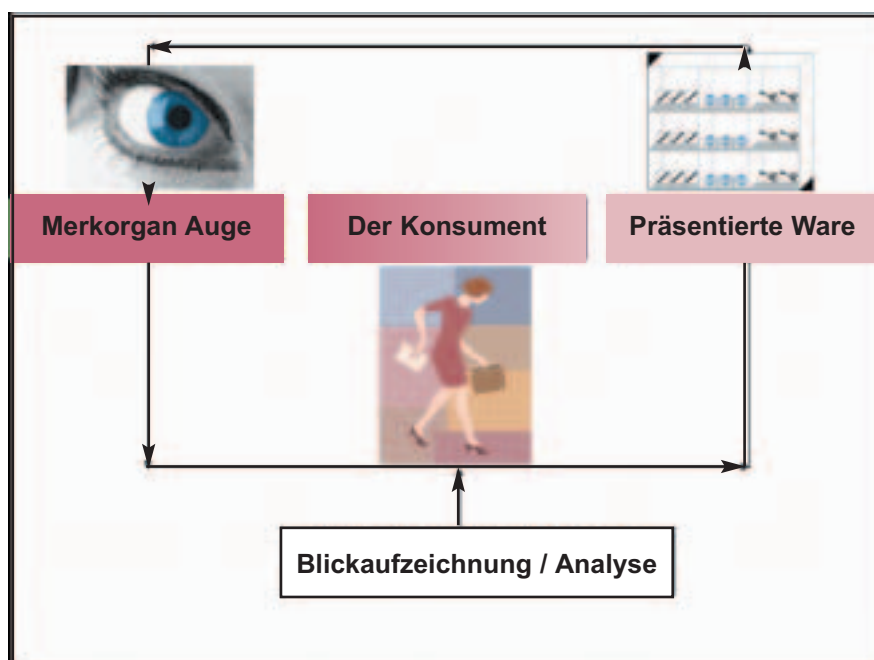 Merkorgan Auge
Der Konsument
Präsentierte Ware
Blickaufzeichnung / Analyse